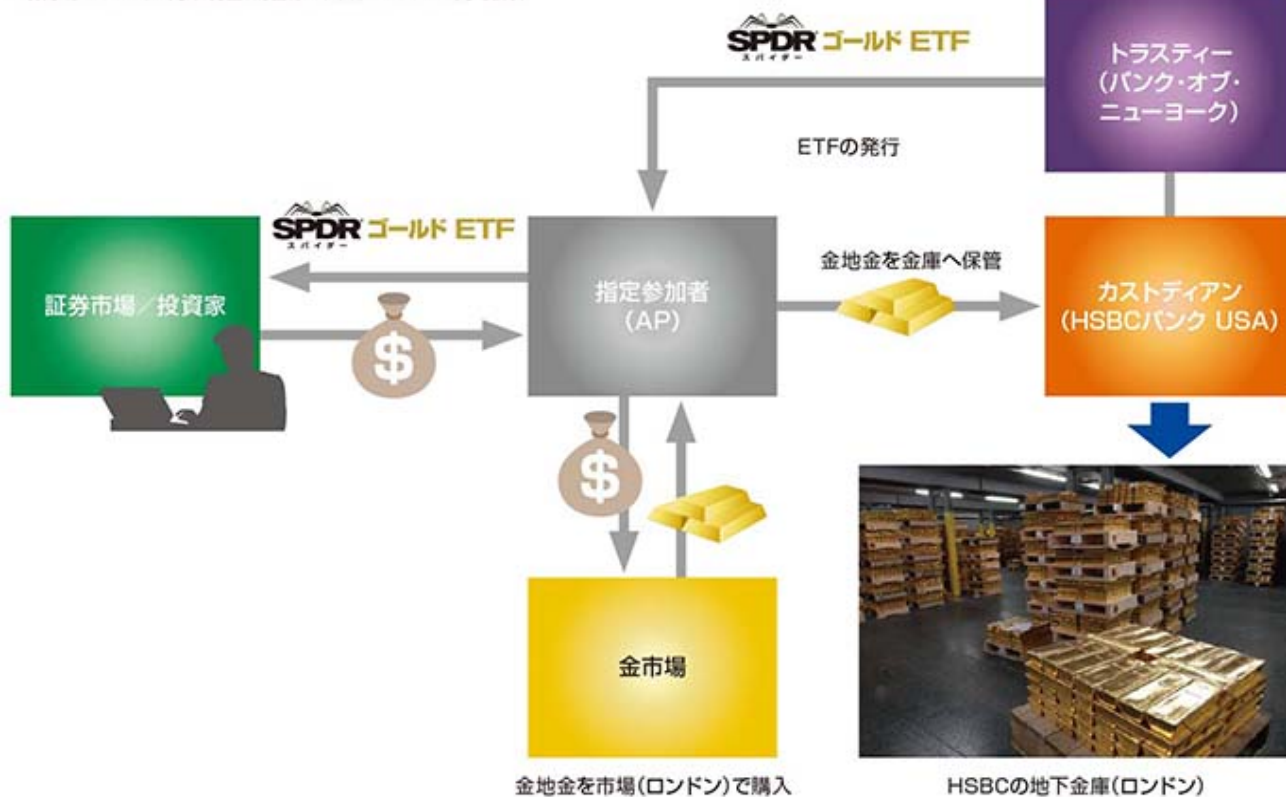 SPDR ゴールド ETF
スパイダー
トラスティー
(バンク・オブ・
ニューヨーク)
ETFの発行
SPDR ゴールド ETF
スパイダー
証券市場/投資家
$
指定参加者
(AP)
金地金を金庫へ保管
カストディアン
(HSBCバンク USA)
$
金市場
金地金を市場(ロンドン)で購入
HSBCの地下金庫(ロンドン)